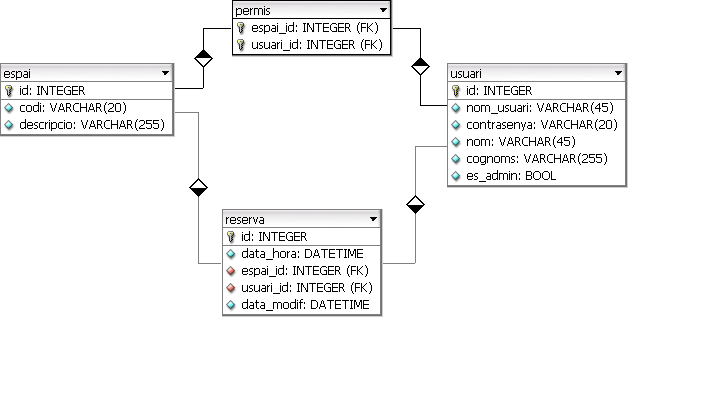 permis
espai_id: INTEGER (FK)
usuari_id: INTEGER (FK)
espai
id: INTEGER
codi: VARCHAR(20)
descripcio: VARCHAR(255)
usuari
id: INTEGER
nom_usuari: VARCHAR(45)
contrasenya: VARCHAR(20)
nom: VARCHAR(45)
cognoms: VARCHAR(255)
es_admin: BOOL
reserva
id: INTEGER
data_hora: DATETIME
espai_id: INTEGER (FK)
usuari_id: INTEGER (FK)
data_modif: DATETIME